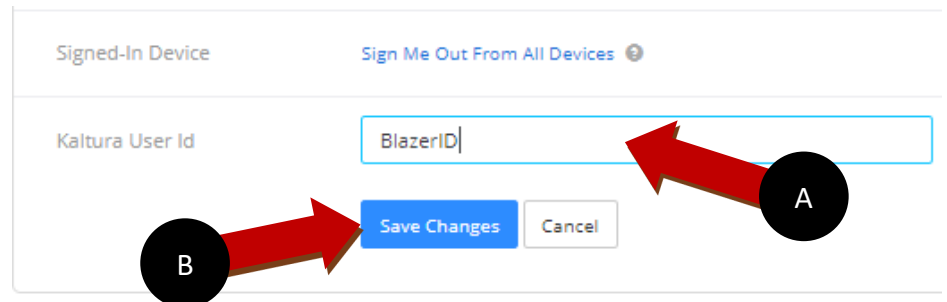 Signed-In Device Sign Me Out From All Devices ?
Kaltura User Id BlazerID
A
Save Changes Cancel
B